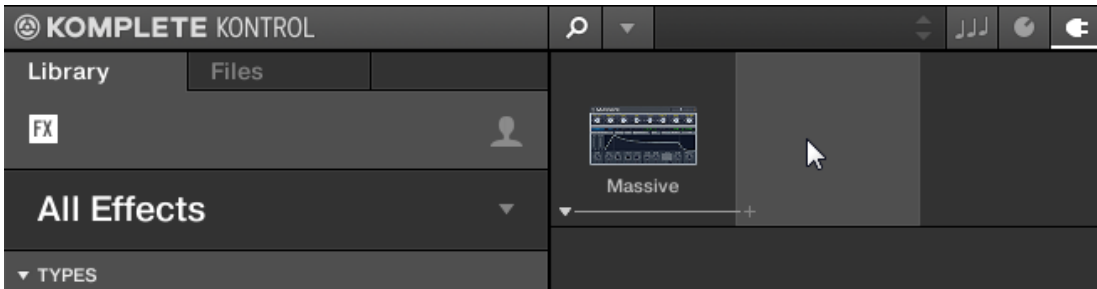 KOMPLETE KONTROL
Library Files
FX
All Effects
TYPES
Massive